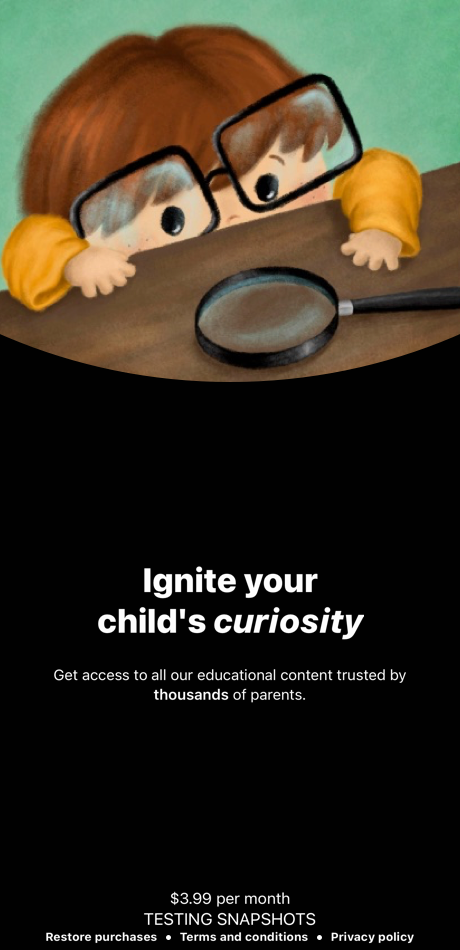 Ignite your
child's curiosity
Get access to all our educational content trusted by
thousands of parents.
$3.99 per month
TESTING SNAPSHOTS
Restore purchases • Terms and conditions • Privacy policy